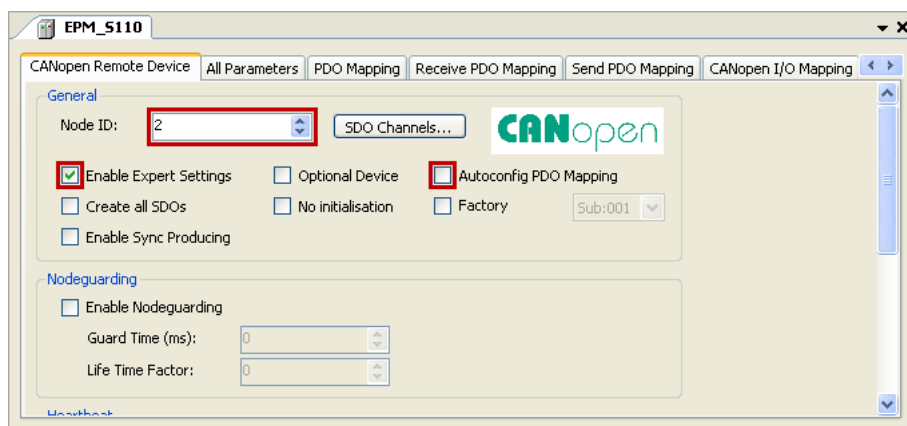 EPM_S110
CANopen Remote Device All Parameters PDO Mapping Receive PDO Mapping Send PDO Mapping CANopen I/O Mapping
General
Node ID: 2 SDO Channels... CANopen
Enable Expert Settings Optional Device Autoconfig PDO Mapping
Create all SDOs No initialisation Factory Sub:001
Enable Sync Producing
Nodeguarding
Enable Nodeguarding
Guard Time (ms): 0
Life Time Factor: 0
Heartbeat